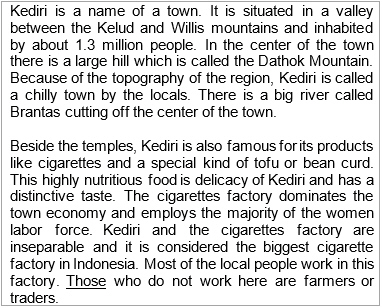 Kediri is a name of a town. It is situated in a valley
between the Kelud and Willis mountains and inhabited
by about 1.3 million people. In the center of the town
there is a large hill which is called the Dathok Mountain.
Because of the topography of the region, Kediri is called
a chilly town by the locals. There is a big river called
Brantas cutting off the center of the town.
Beside the temples, Kediri is also famous for its products
like cigarettes and a special kind of tofu or bean curd.
This highly nutritious food is delicacy of Kediri and has a
distinctive taste. The cigarettes factory dominates the
town economy and employs the majority of the women
labor force. Kediri and the cigarettes factory are
inseparable and it is considered the biggest cigarette
factory in Indonesia. Most of the local people work in this
factory. Those who do not work here are farmers or
traders.